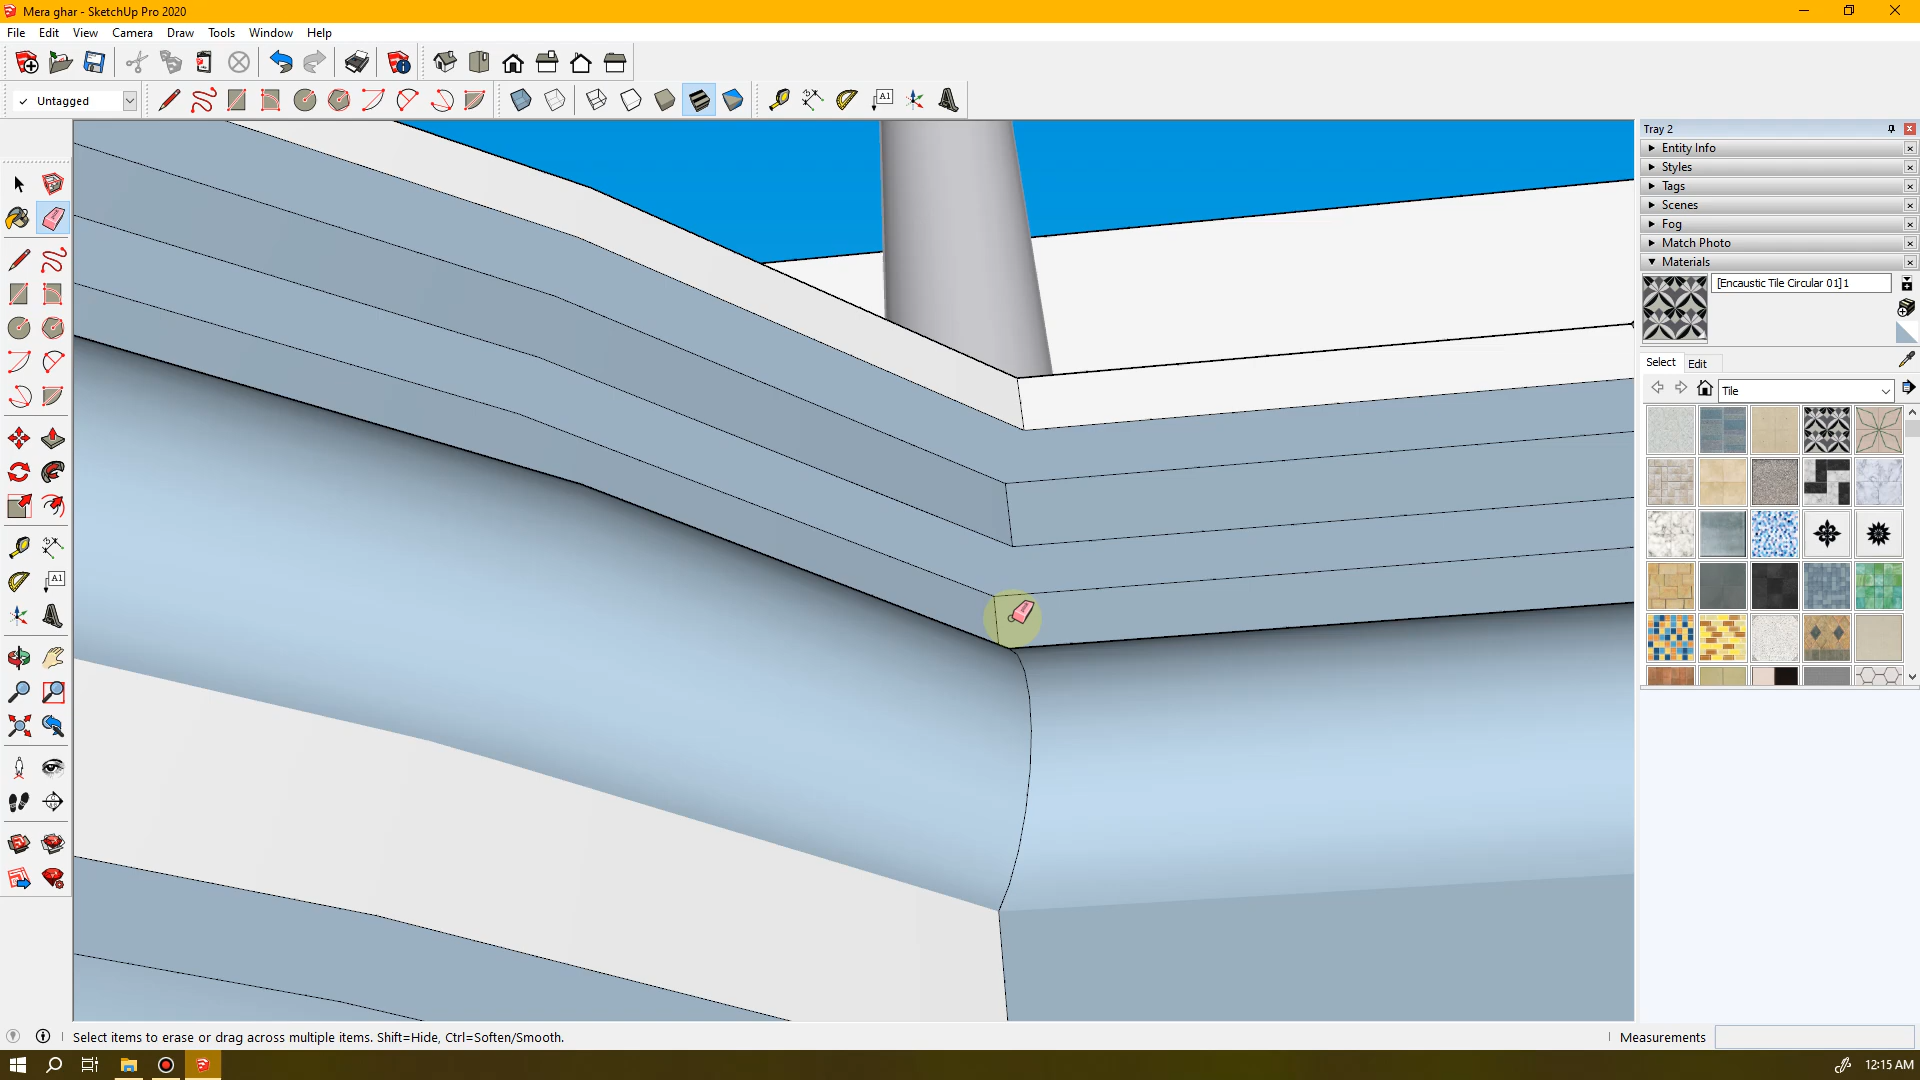 Mera ghar - SketchUp Pro 2020
File Edit View Camera Draw Tools Window Help
✓ Untagged
A1
Tray 2
Entity Info
Styles
Tags
Scenes
Fog
Match Photo
Materials
[Encaustic Tile Circular 01]1
Select Edit
Tile
A1
Select items to erase or drag across multiple items. Shift=Hide, Ctrl=Soften/Smooth.
Measurements
12:15 AM